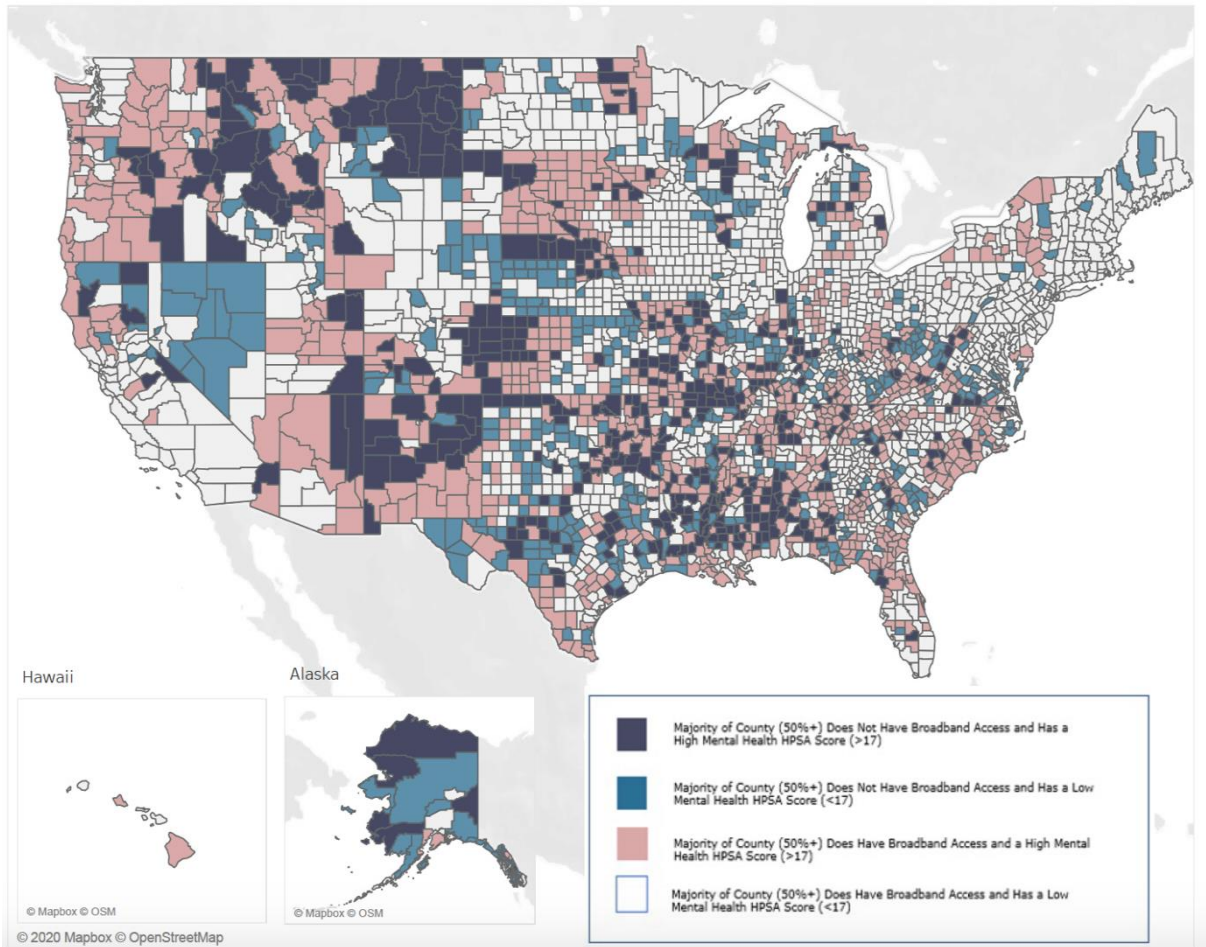 Hawaii
Alaska
© Mapbox © OSM
© Mapbox © OSM
© 2020 Mapbox © OpenStreetMap
Majority of County (50%+) Does Not Have Broadband Access and Has a
High Mental Health HPSA Score (>17)
Majority of County (50%+) Does Not Have Broadband Access and Has a Low
Mental Health HPSA Score (<17)
Majority of County (50%+) Does Have Broadband Access and a High Mental
Health HPSA Score (>17)
Majority of County (50%+) Does Have Broadband Access and Has a Low
Mental Health HPSA Score (<17)